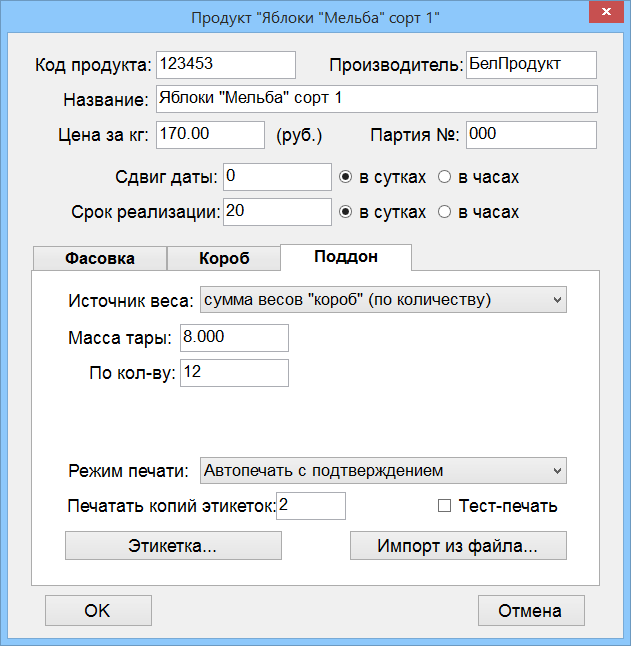 Продукт "Яблоки "Мельба" сорт 1"
Код продукта: 123453 Производитель: БелПродукт
Название: Яблоки "Мельба" сорт 1
Цена за кг: 170.00 (руб.) Партия №: 000
Сдвиг даты: 0 в сутках в часах
Срок реализации: 20 в сутках в часах
Фасовка Короб Поддон
Источник веса: сумма весов "короб" (по количеству)
Масса тары: 8.000
По кол-ву: 12
Режим печати: Автопечать с подтверждением
Печатать копий этикеток: 2 Тест-печать
Этикетка... Импорт из файла...
OK Отмена